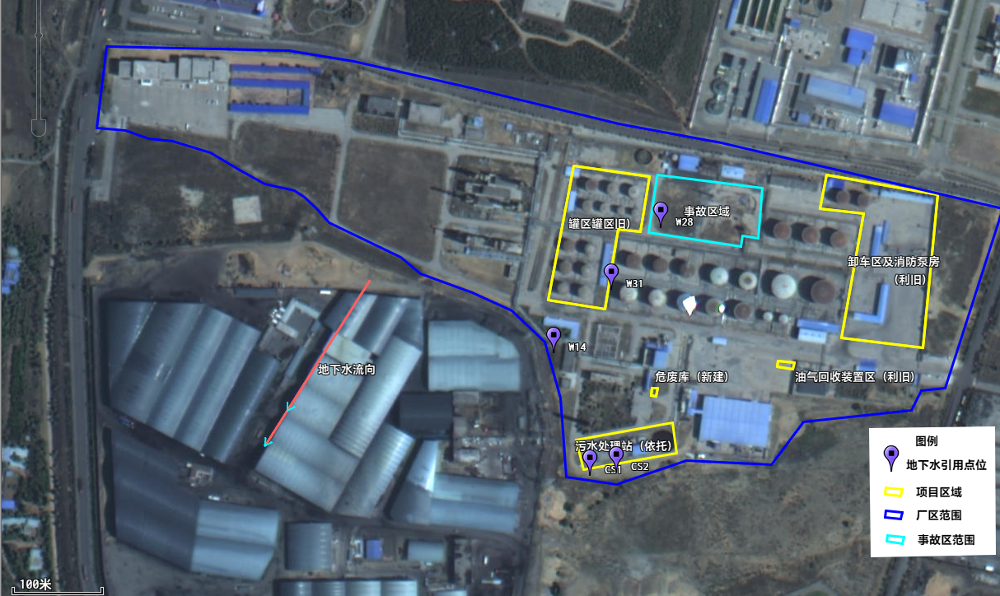 事故区域
W28
罐区罐区旧)
卸车区及消防泵房
(利旧)
W31
W14
地下水流向
危废库（新建）
油气回收装置区（利旧）
污水处理站（依托）
CS1
CS2
图例
地下水引用点位
项目区域
厂区范围
事故区范围
100米